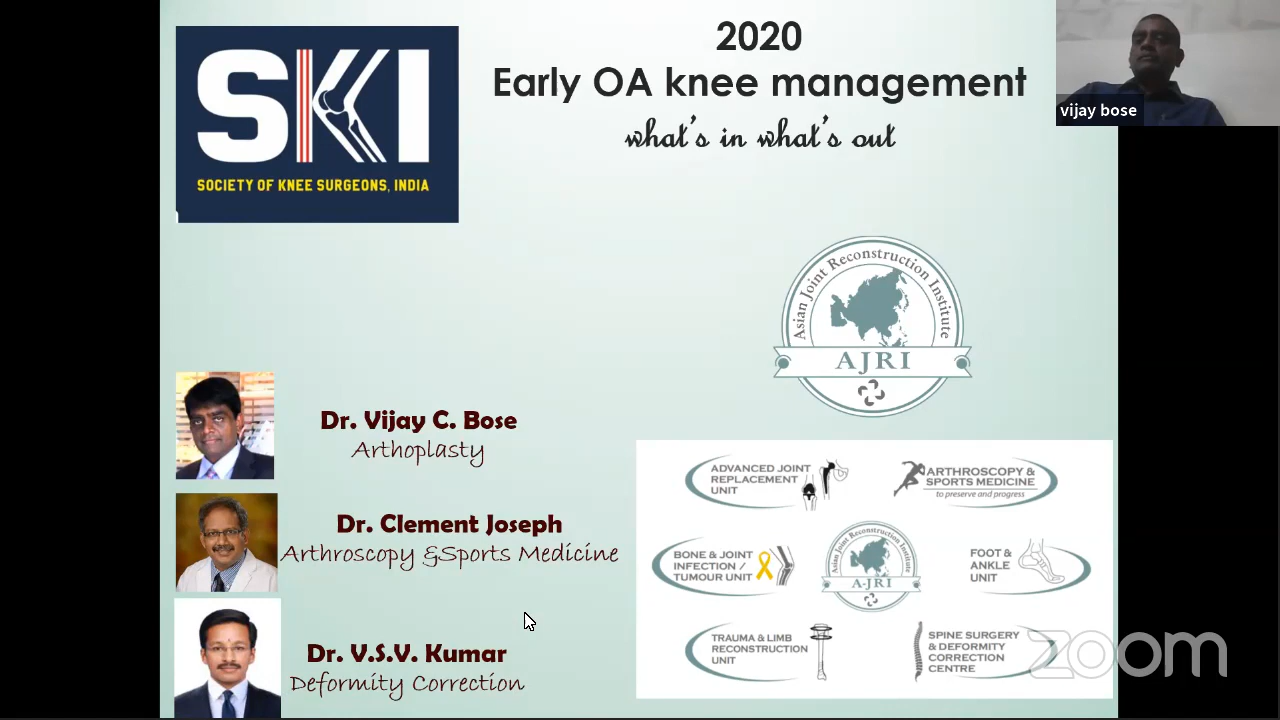 2020
Early OA knee management
what's in what's out
vijay bose
SKI
SOCIETY OF KNEE SURGEONS, INDIA
Asian Joint Reconstruction Institute
AJRI
Dr. Vijay C. Bose
Arthoplasty
Dr. Clement Joseph
Arthroscopy &Sports Medicine
Dr. V.S.V. Kumar
Deformity Correction
ADVANCED JOINT
REPLACEMENT
UNIT
ARTHROSCOPY &
SPORTS MEDICINE
to preserve and progress
BONE & JOINT
INFECTION /
TUMOUR UNIT
Asian Joint Reconstruction Institute
A-JRI
FOOT &
ANKLE
UNIT
TRAUMA & LIMB
RECONSTRUCTION
UNIT
SPINE SURGERY
& DEFORMITY
CORRECTION
CENTRE
zoom